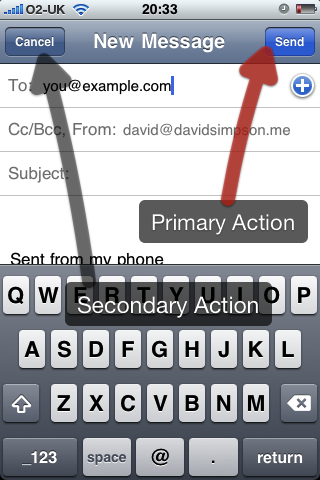 O2-UK 20:33
Cancel New Message Send
To: you@example.com
Cc/Bcc, From: david@davidsimpson.me
Subject:
Primary Action
Sent from my phone
Q W E R T Y U I O P
Secondary Action
A S D F G H J K L
Z X C V B N M
_123 space @ . return